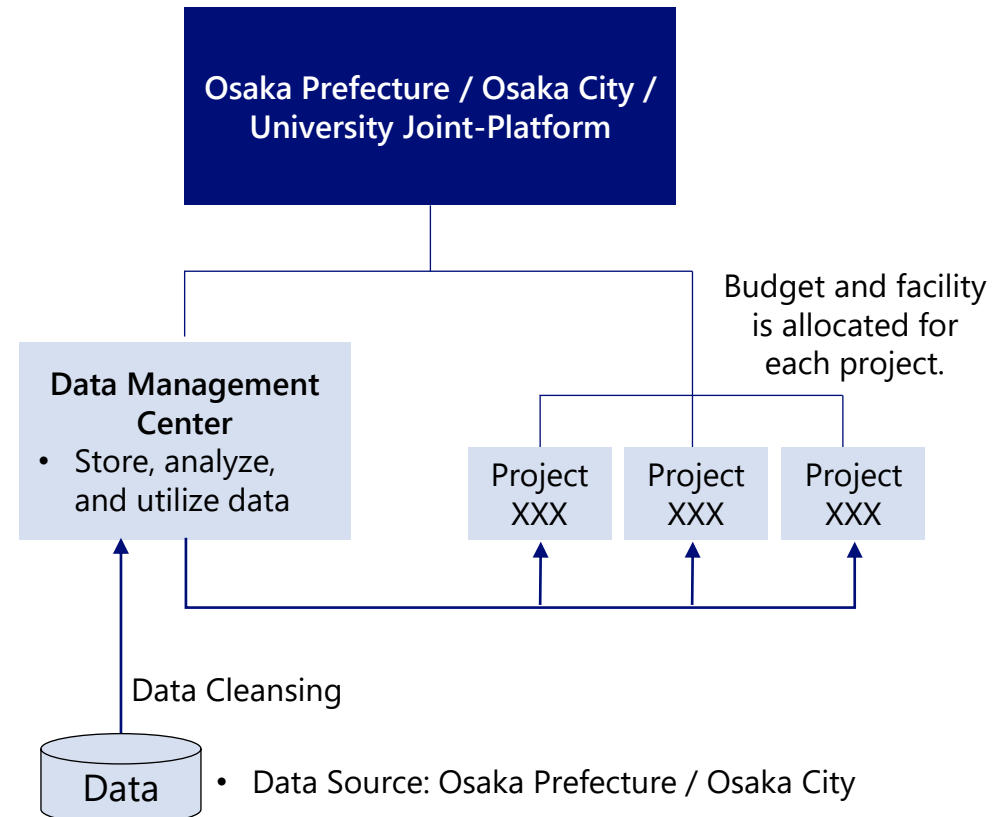 Osaka Prefecture / Osaka City /
University Joint-Platform
Budget and facility
is allocated for
each project.
Data Management
Center
• Store, analyze,
and utilize data
Project
XXX
Project
XXX
Project
XXX
Data Cleansing
Data
• Data Source: Osaka Prefecture / Osaka City